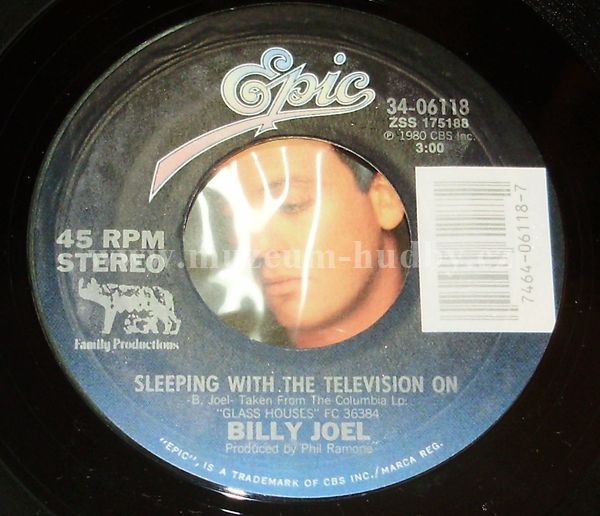 Epic
34-06118
ZSS 175188
℗ 1980 CBS Inc.
3:00
45 RPM
STEREO
7464-06118-7
www.muzeum-hudby.cz
Family Productions
SLEEPING WITH THE TELEVISION ON
-B. Joel- Taken From The Columbia Lp.
"GLASS HOUSES" FC 36384
BILLY JOEL
Produced by Phil Ramone
"EPIC", IS A TRADEMARK OF CBS INC./MARCA REG.